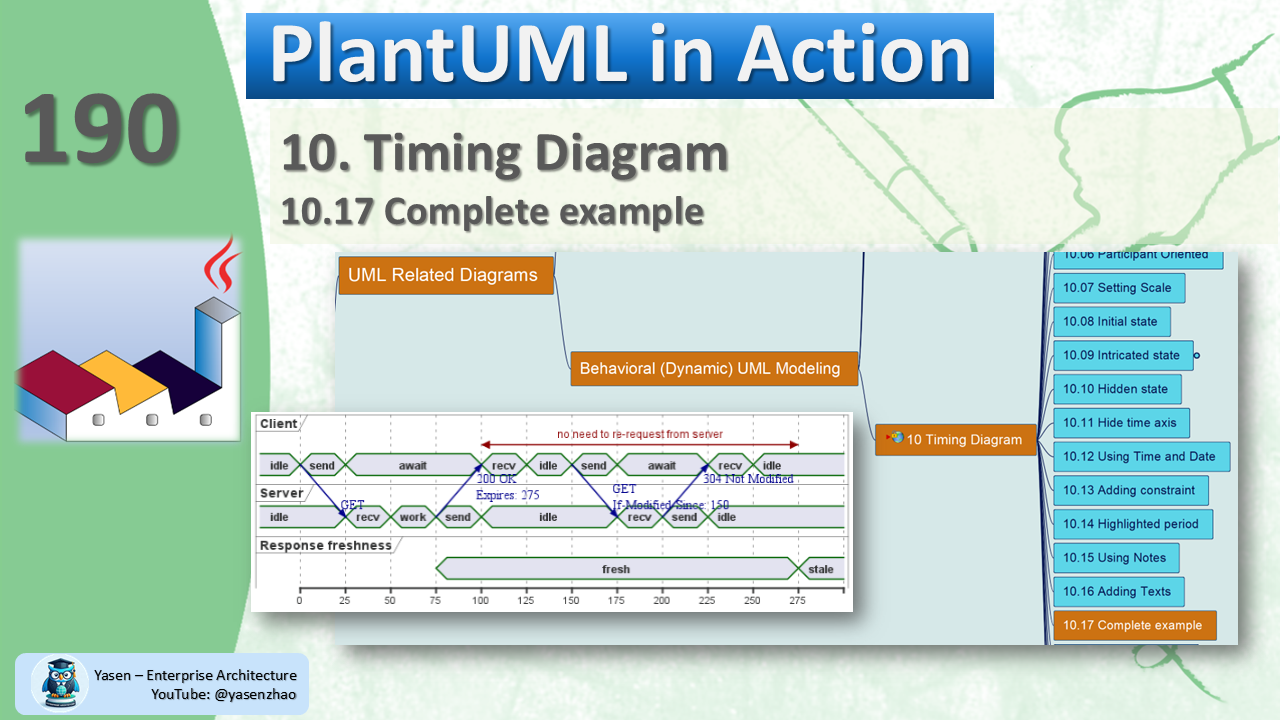 PlantUML in Action
190
10. Timing Diagram
10.17 Complete example
UML Related Diagrams
Behavioral (Dynamic) UML Modeling
10 Timing Diagram
10.06 Participant Oriented
10.07 Setting Scale
10.08 Initial state
10.09 Intricated state
10.10 Hidden state
10.11 Hide time axis
10.12 Using Time and Date
10.13 Adding constraint
10.14 Highlighted period
10.15 Using Notes
10.16 Adding Texts
10.17 Complete example
Client
no need to re-request from server
idle send await recv idle send await recv idle
200 OK
Expires: 275
304 Not Modified
Server
GET
GET
If-Modified-Since: 150
idle recv work send idle recv send idle
Response freshness
fresh stale
0 25 50 75 100 125 150 175 200 225 250 275
Yasen – Enterprise Architecture
YouTube: @yasenzhao